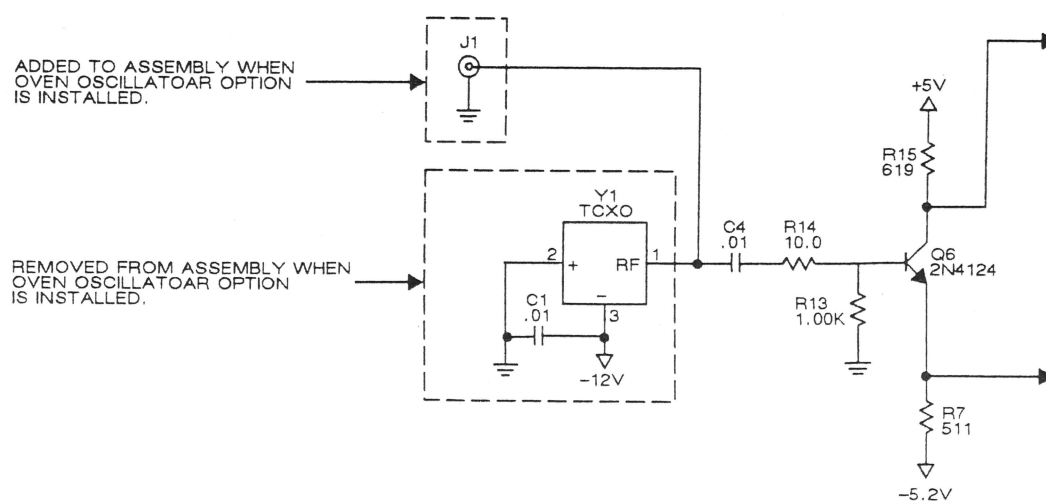 J1
ADDED TO ASSEMBLY WHEN
OVEN OSCILLATOAR OPTION
IS INSTALLED.
+5V
R15
619
Y1
TCXO
C4
.01
R14
10.0
2
+
RF
1
Q6
2N4124
REMOVED FROM ASSEMBLY WHEN
OVEN OSCILLATOAR OPTION
IS INSTALLED.
C1
.01
−
3
R13
1.00K
-12V
R7
511
-5.2V